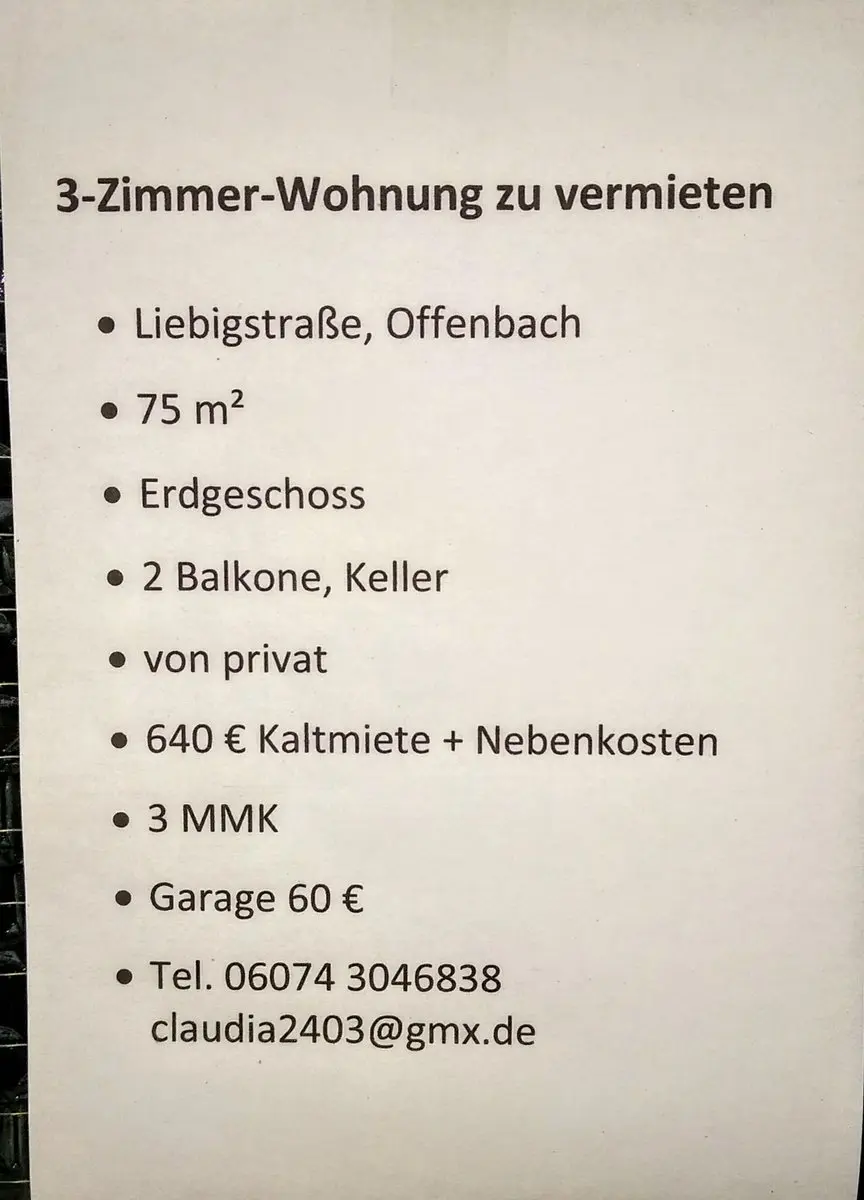 3-Zimmer-Wohnung zu vermieten
• Liebigstraße, Offenbach
• 75 m²
• Erdgeschoss
• 2 Balkone, Keller
• von privat
• 640 € Kaltmiete + Nebenkosten
• 3 MMK
• Garage 60 €
• Tel. 06074 3046838
claudia2403@gmx.de